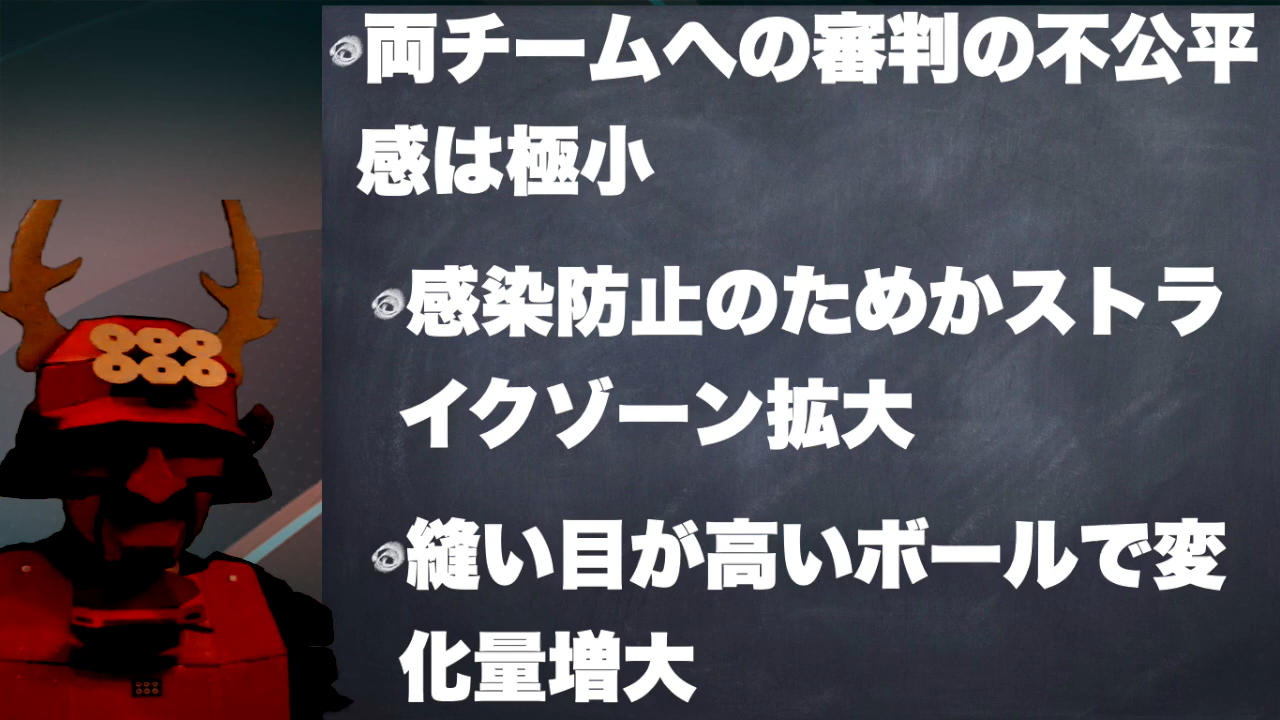 両チームへの審判の不公平
感は極小
感染防止のためかストラ
イクゾーン拡大
縫い目が高いボールで変
化量増大